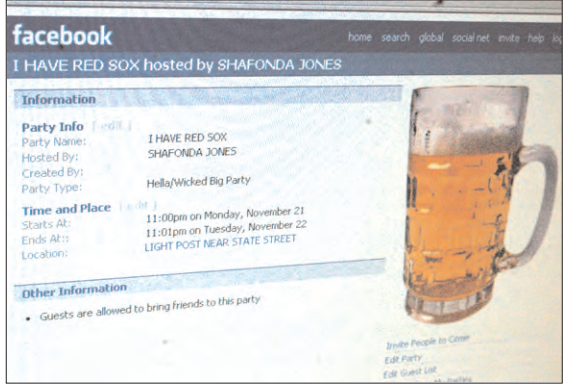 facebook
home search global social net invite help
I HAVE RED SOX hosted by SHAFONDA JONES
Information
Party Info [ edit ]
Party Name: I HAVE RED SOX
Hosted By: SHAFONDA JONES
Created By:
Party Type: Hella/Wicked Big Party
Time and Place [ edit ]
Starts At: 11:00pm on Monday, November 21
Ends At:: 11:01pm on Tuesday, November 22
Location: LIGHT POST NEAR STATE STREET
Other Information
• Guests are allowed to bring friends to this party
Invite People to Come
Edit Party
Edit Guest List